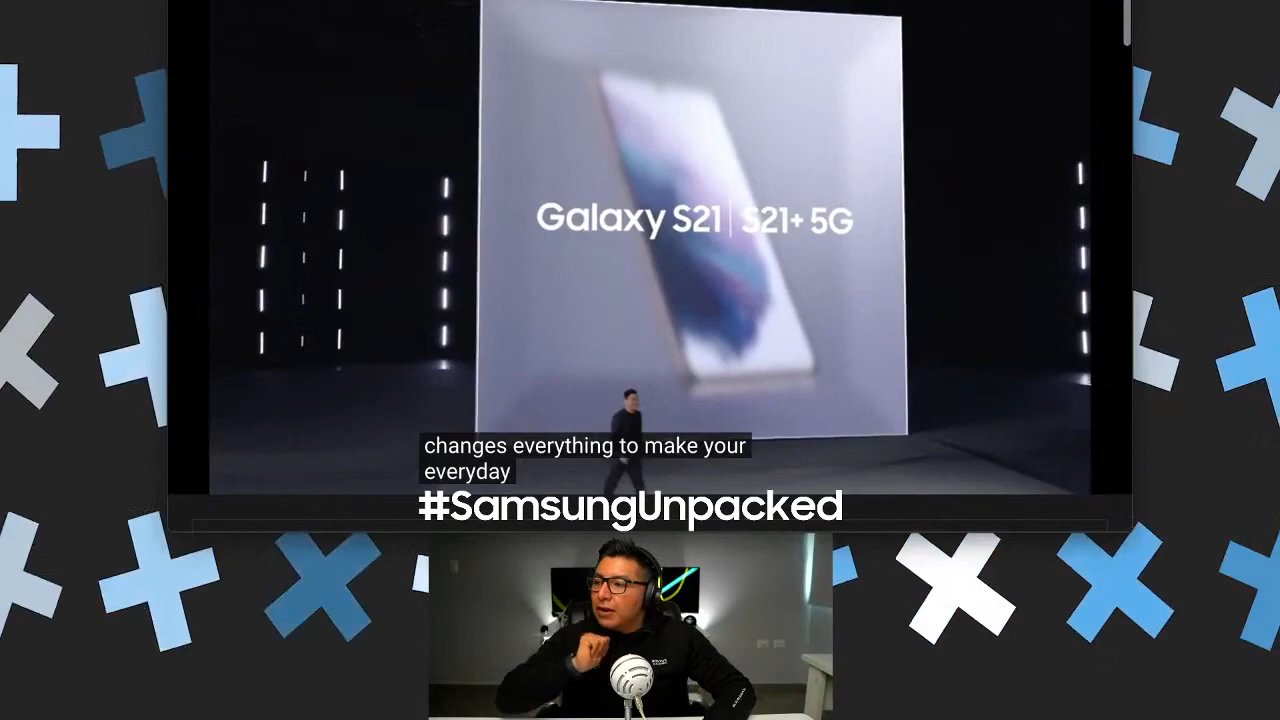 Galaxy S21 | S21+ 5G
changes everything to make your
everyday
#SamsungUnpacked